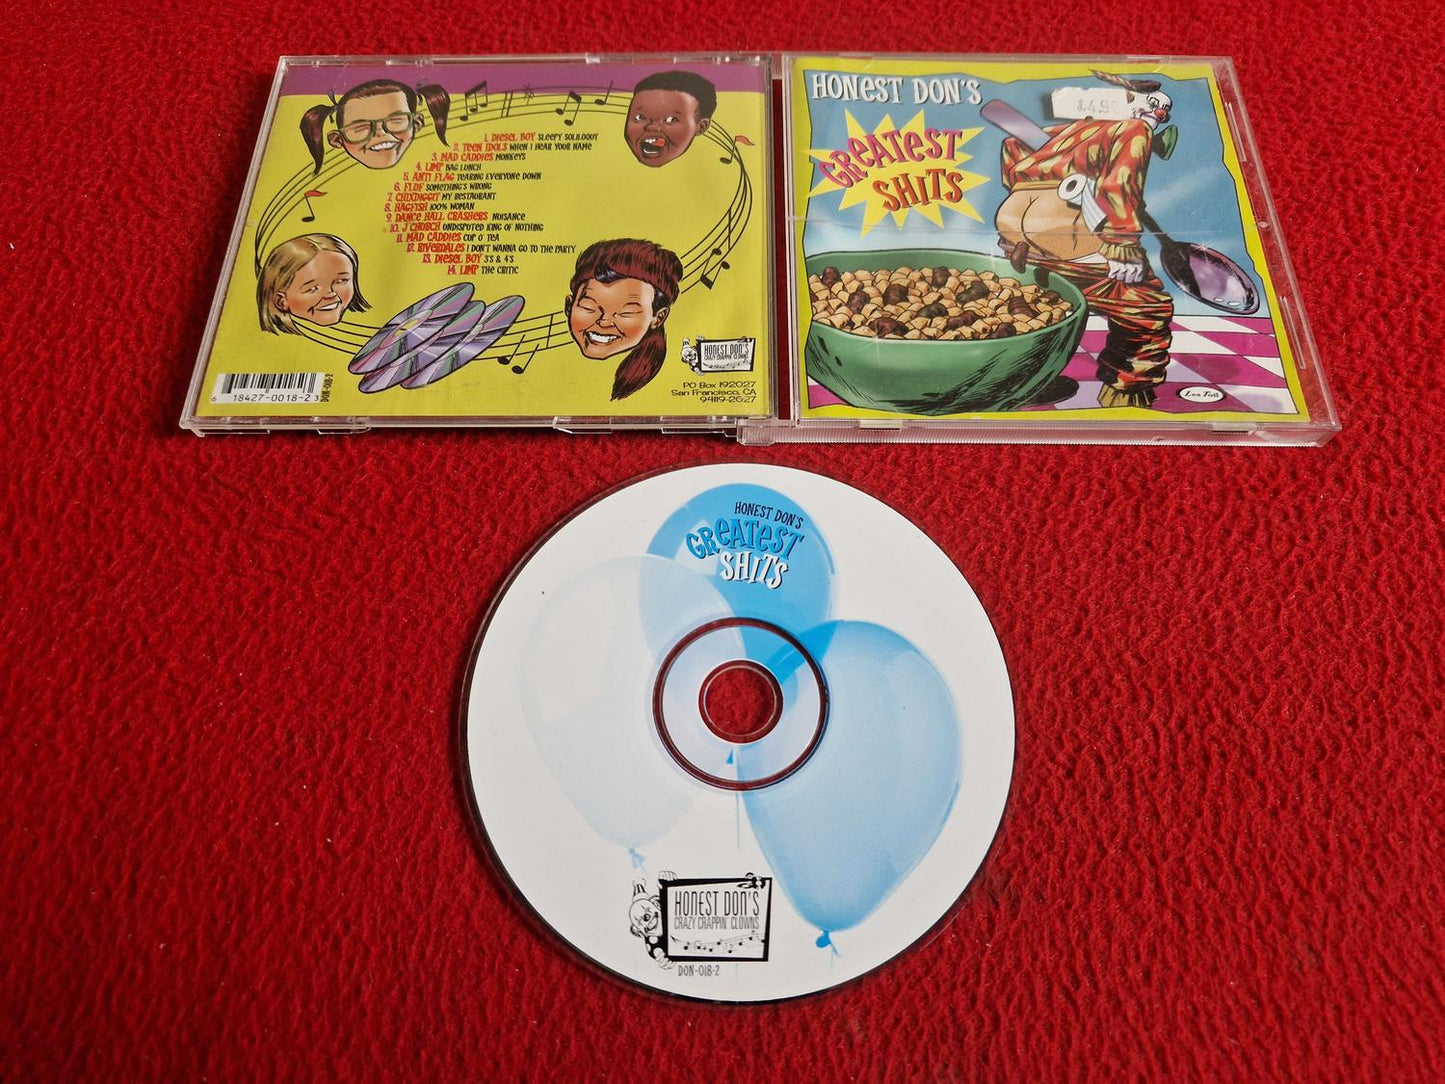 1. DIESEL BOY SLEEPY SOLILOQUY
2. TEEN IDOLS WHEN I HEAR YOUR NAME
3. MAD CADDIES MONKEYS
4. LIMP BAG LUNCH
5. ANTI FLAG TEARING EVERYONE DOWN
6. FLDF SOMETHING'S WRONG
7. CHIXDIGGIT MY RESTAURANT
8. HAGFISH 100% WOMAN
9. DANCE HALL CRASHERS NUISANCE
10. J CHURCH UNDISPUTED KING OF NOTHING
11. MAD CADDIES CUP O' TEA
12. RIVERDALES I DON'T WANNA GO TO THE PARTY
13. DIESEL BOY 3'S & 4'S
14. LIMP THE CRITIC
HONEST DON'S
CRAZY CRAPPIN' CLOWNS
PO Box 192027
San Francisco, CA
94119-2027
6 18427-0018-2 3
DON-018-2
HONEST DON'S
GREATEST
SHITS
£4.99
Lee Tail
HONEST DON'S
GREATEST
SHITS
HONEST DON'S
CRAZY CRAPPIN' CLOWNS
DON-018-2